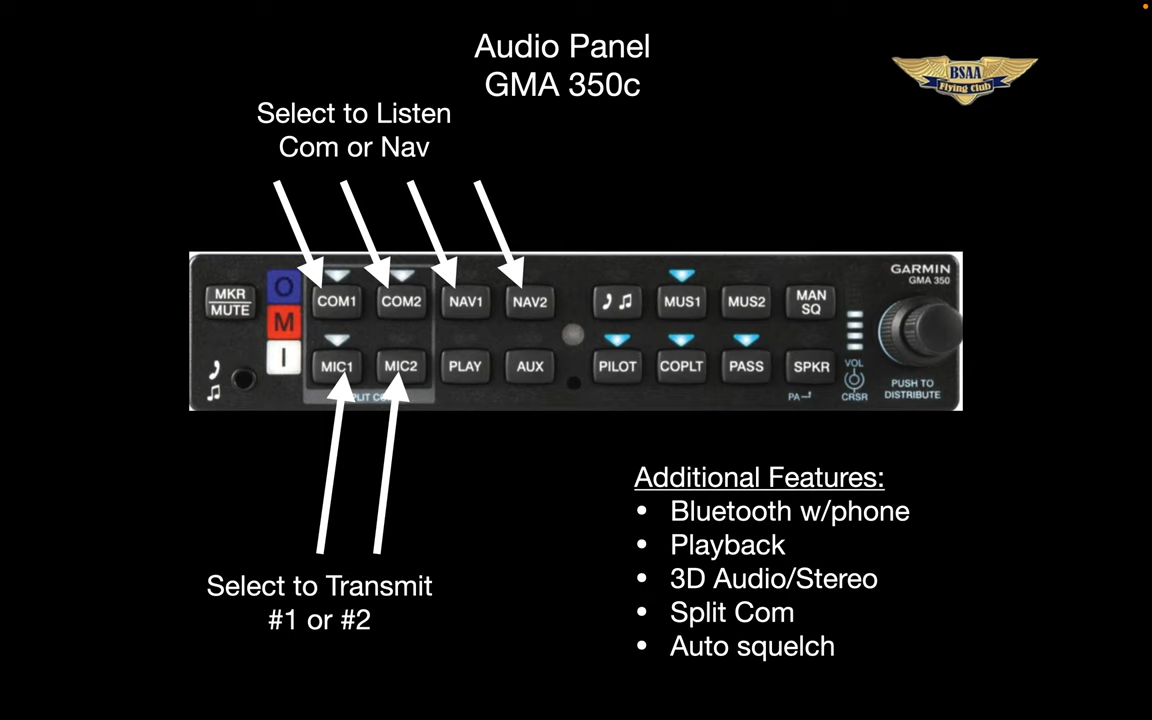 Audio Panel
GMA 350c
BSAA
Flying Club
Select to Listen
Com or Nav
MKR
MUTE
O
M
I
COM1
COM2
NAV1
NAV2
MUS1
MUS2
MAN
SQ
GARMIN
GMA 350
MIC1
MIC2
PLAY
AUX
PILOT
COPLT
PASS
SPKR
VOL
CRSR
PUSH TO
DISTRIBUTE
PA
Select to Transmit
#1 or #2
Additional Features:
• Bluetooth w/phone
• Playback
• 3D Audio/Stereo
• Split Com
• Auto squelch